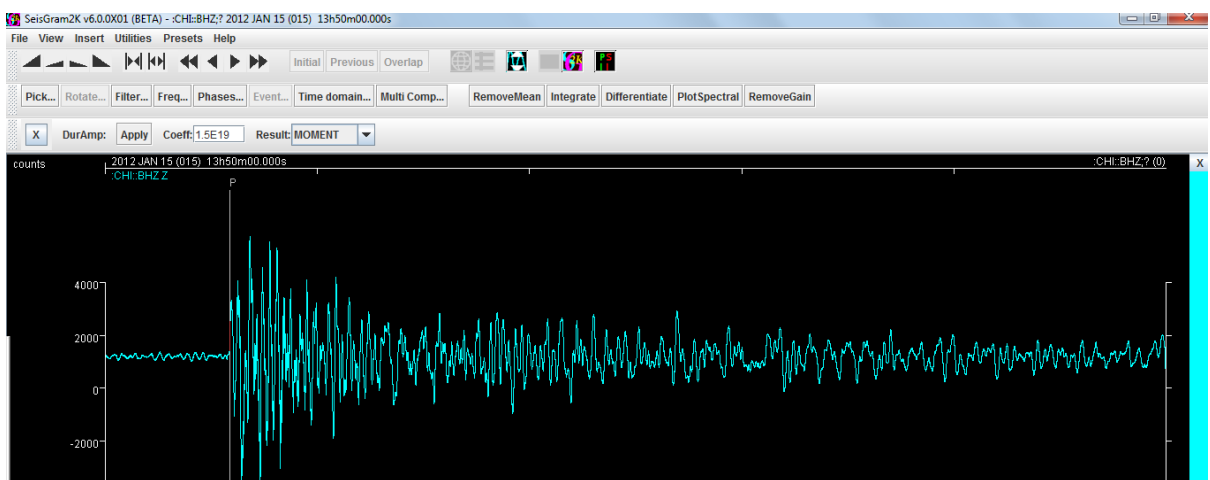 SeisGram2K v6.0.0X01 (BETA) - :CHI::BHZ;? 2012 JAN 15 (015) 13h50m00.000s
File View Insert Utilities Presets Help
Initial Previous Overlap
Pick... Rotate... Filter... Freq... Phases... Event... Time domain... Multi Comp... RemoveMean Integrate Differentiate PlotSpectral RemoveGain
X DurAmp: Apply Coeff: 1.5E19 Result: MOMENT
counts 2012 JAN 15 (015) 13h50m00.000s :CHI::BHZ;? (0) X
:CHI::BHZ Z
P
4000
2000
0
-2000